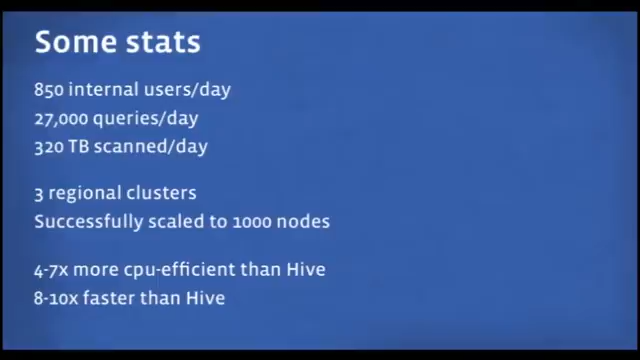 Some stats
850 internal users/day
27,000 queries/day
320 TB scanned/day
3 regional clusters
Successfully scaled to 1000 nodes
4-7x more cpu-efficient than Hive
8-10x faster than Hive